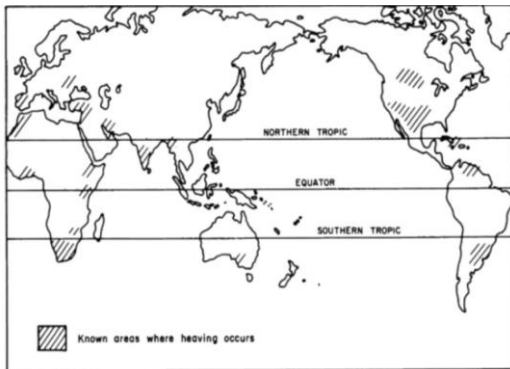 NORTHERN TROPIC
EQUATOR
SOUTHERN TROPIC
Known areas where heaving occurs